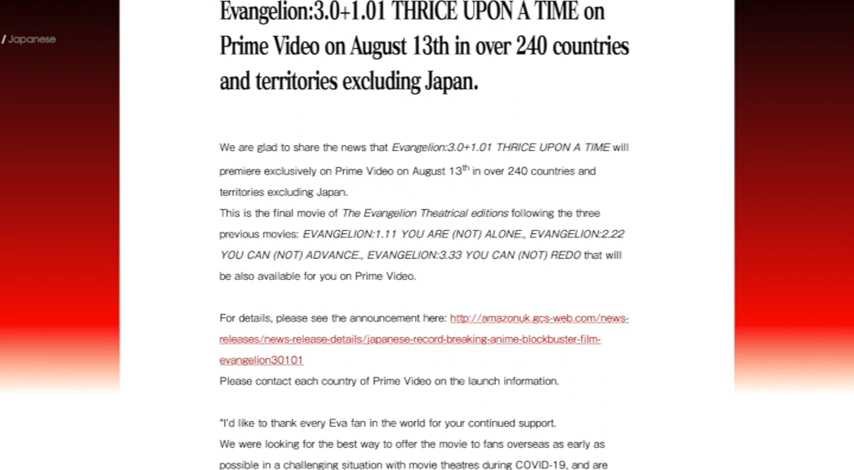 Evangelion:3.0+1.01 THRICE UPON A TIME on
Prime Video on August 13th in over 240 countries
and territories excluding Japan.
/ Japanese
We are glad to share the news that Evangelion:3.0+1.01 THRICE UPON A TIME will
premiere exclusively on Prime Video on August 13th in over 240 countries and
territories excluding Japan.
This is the final movie of The Evangelion Theatrical editions following the three
previous movies: EVANGELION:1.11 YOU ARE (NOT) ALONE., EVANGELION:2.22
YOU CAN (NOT) ADVANCE., EVANGELION:3.33 YOU CAN (NOT) REDO that will
be also available for you on Prime Video.
For details, please see the announcement here: http://amazonuk.gcs-web.com/news-
releases/news-release-details/japanese-record-breaking-anime-blockbuster-film-
evangelion30101
Please contact each country of Prime Video on the launch information.
"I'd like to thank every Eva fan in the world for your continued support.
We were looking for the best way to offer the movie to fans overseas as early as
possible in a challenging situation with movie theatres during COVID-19, and are